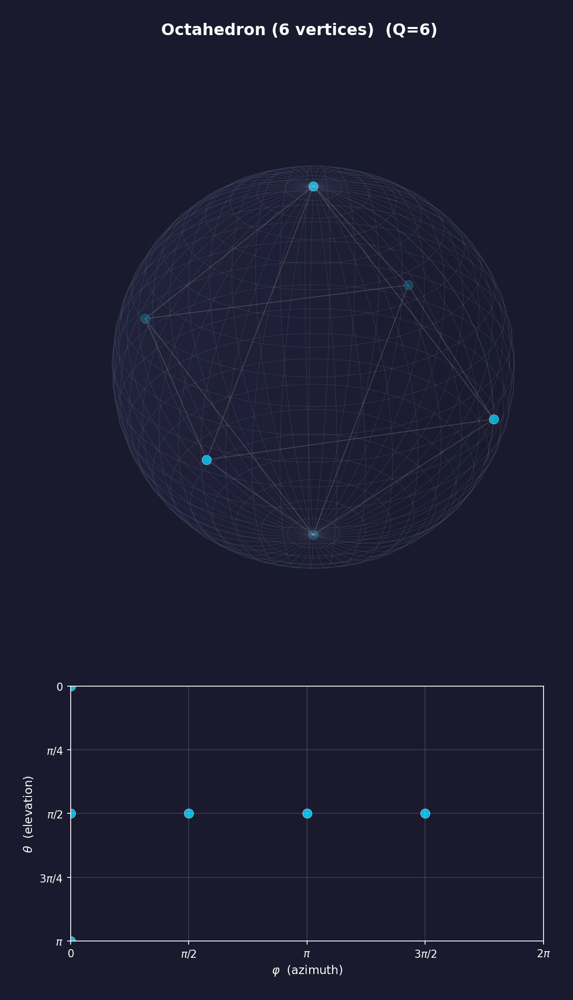 Octahedron (6 vertices)  (Q=6)
0
π/4
π/2
3π/4
π
θ  (elevation)
0
π/2
π
3π/2
2π
φ  (azimuth)